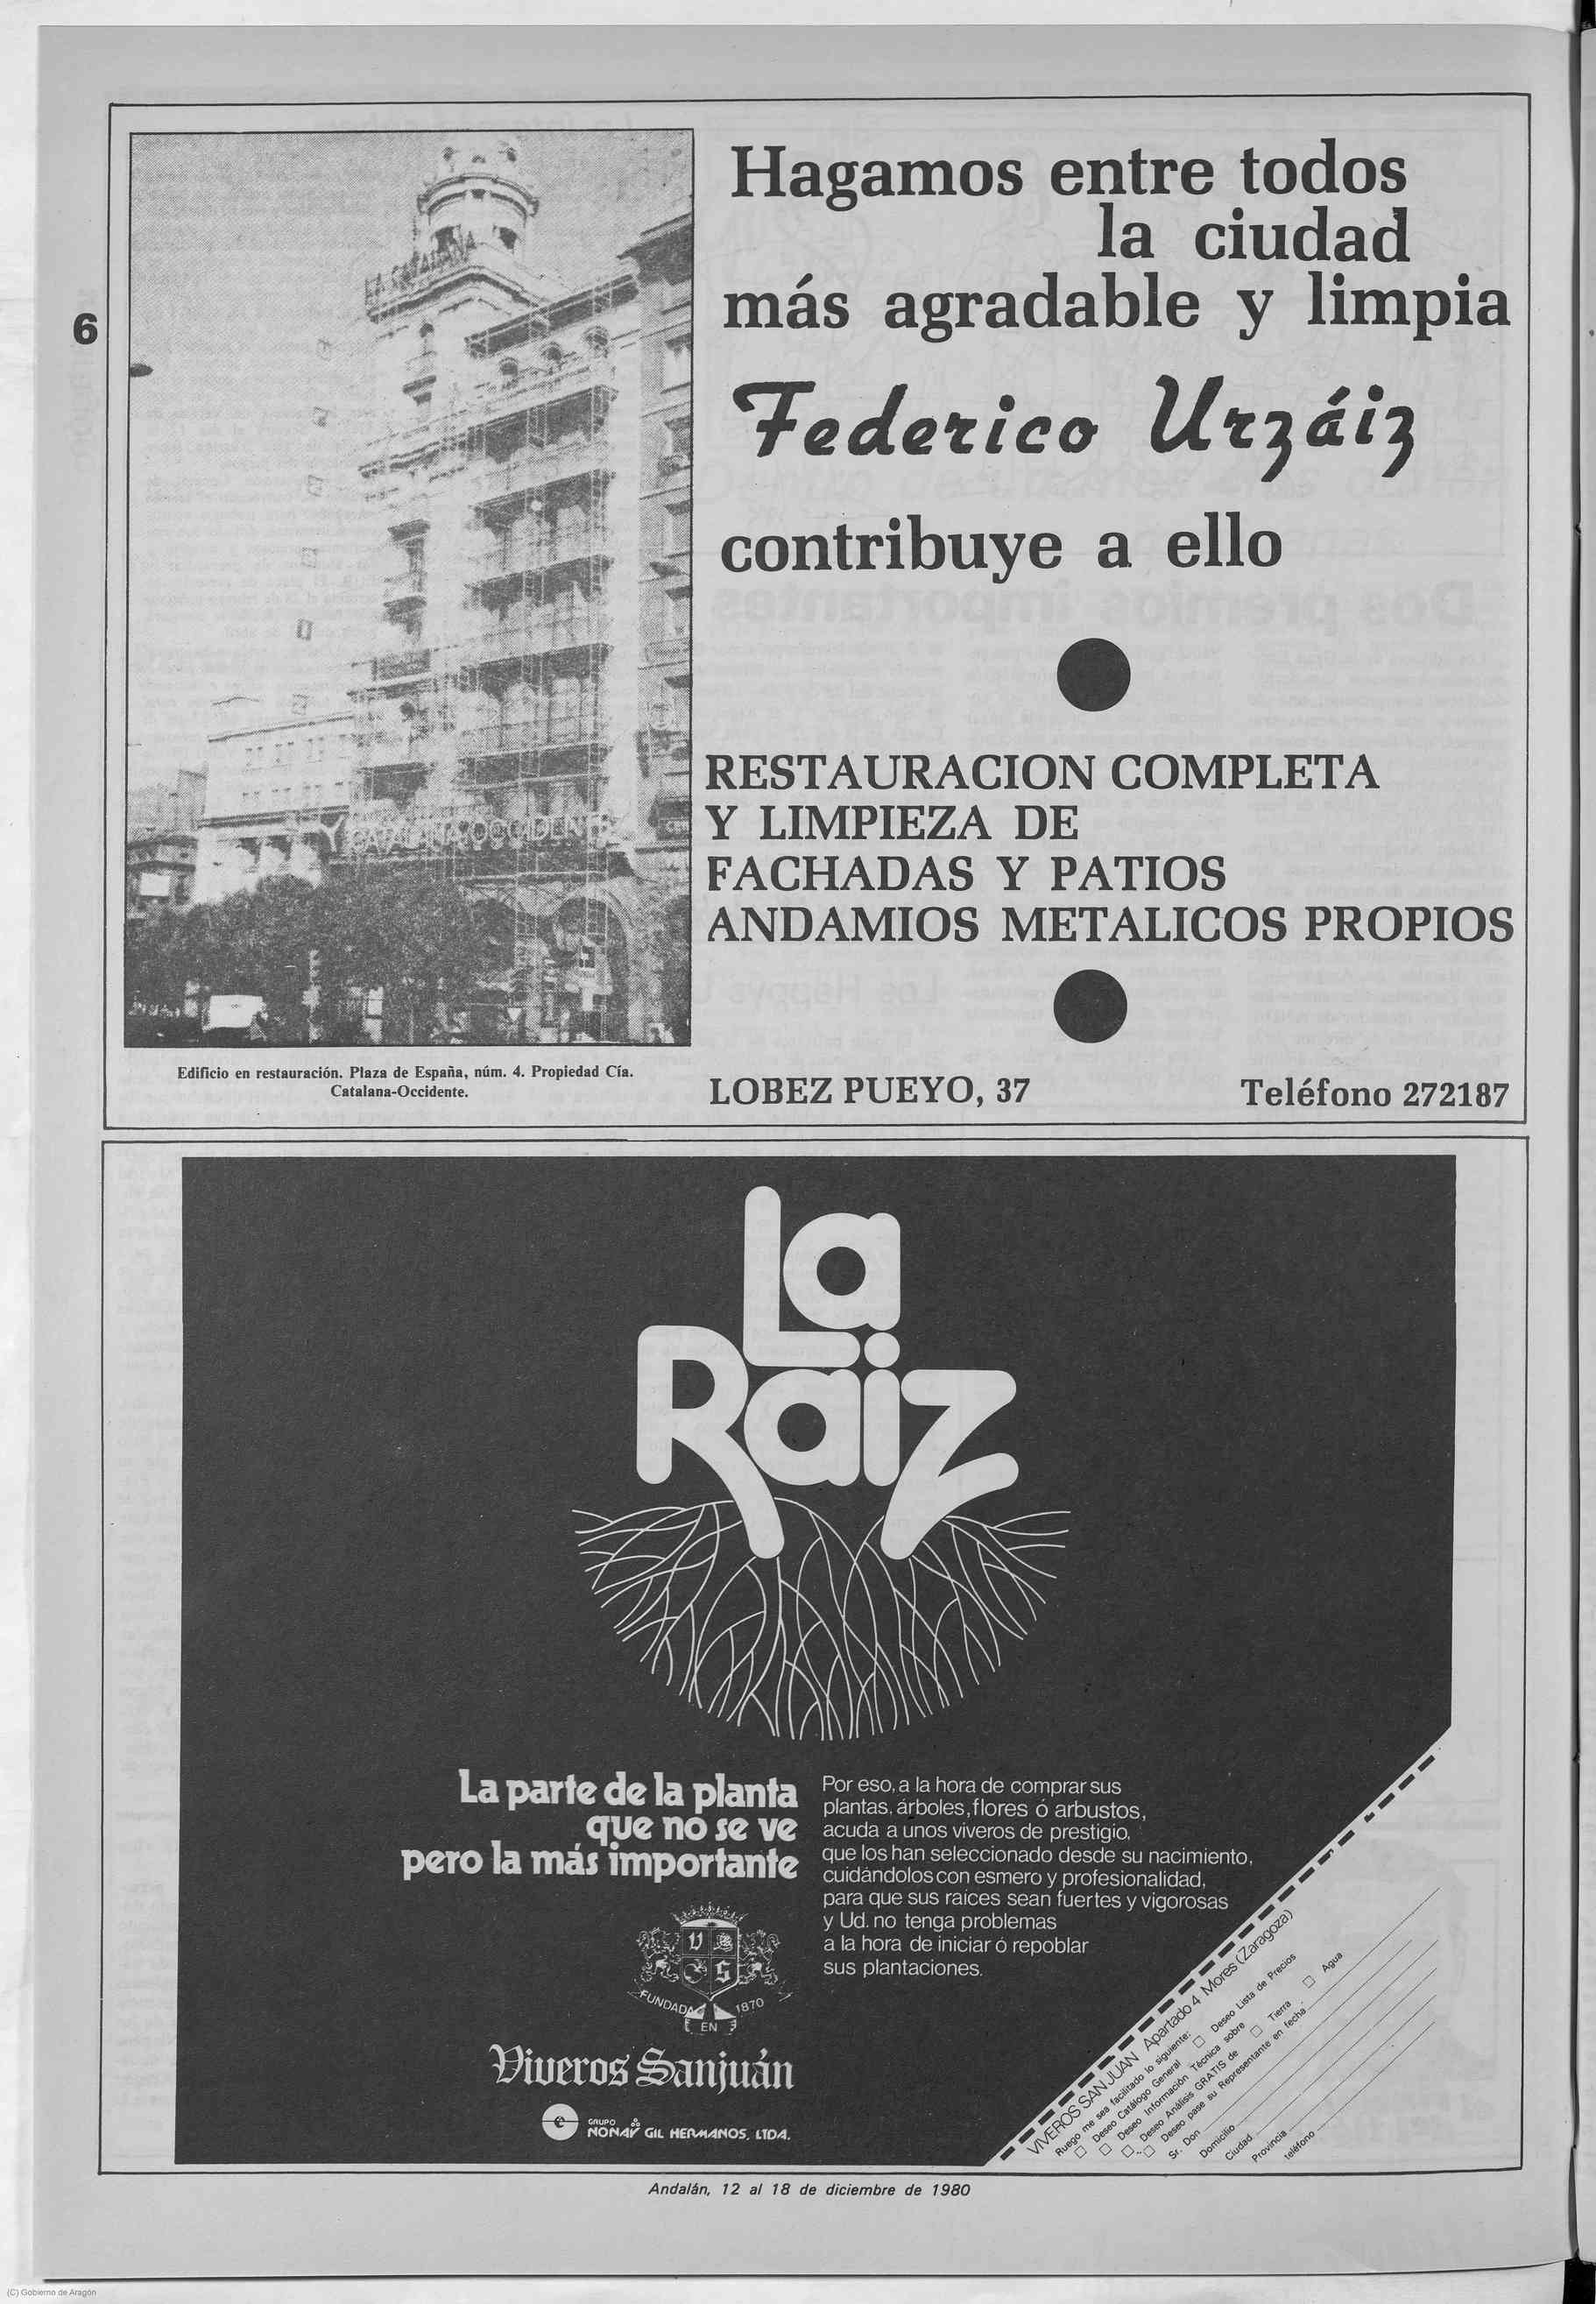 6
LA CATALANA
CATALANA OCCIDENTE
Edificio en restauración. Plaza de España, núm. 4. Propiedad Cía.
Catalana-Occidente.
Hagamos entre todos
la ciudad
más agradable y limpia
Federico Urzáiz
contribuye a ello
RESTAURACION COMPLETA
Y LIMPIEZA DE
FACHADAS Y PATIOS
ANDAMIOS METALICOS PROPIOS
LOBEZ PUEYO, 37 Teléfono 272187
La
Raiz
La parte de la planta
que no se ve
pero la más importante
Por eso, a la hora de comprar sus
plantas, árboles, flores ó arbustos,
acuda a unos viveros de prestigio,
que los han seleccionado desde su nacimiento,
cuidándolos con esmero y profesionalidad,
para que sus raices sean fuertes y vigorosas
y Ud. no tenga problemas
a la hora de iniciar ó repoblar
sus plantaciones.
V
G S
FUNDADA EN 1870
Viveros Sanjuán
GRUPO
NONAY GIL HERMANOS, LTDA.
VIVEROS SAN JUAN Apartado 4 Mores (Zaragoza)
Ruego me sea facilitado lo siguiente:
Deseo Catálogo General Deseo Lista de Precios
Deseo Información Técnica sobre
Deseo Análisis GRATIS de Tierra Agua
Deseo pase su Representante en fecha
Sr. Don
Domicilio
Ciudad
Provincia
teléfono
Andalán, 12 al 18 de diciembre de 1980
(C) Gobierno de Aragón